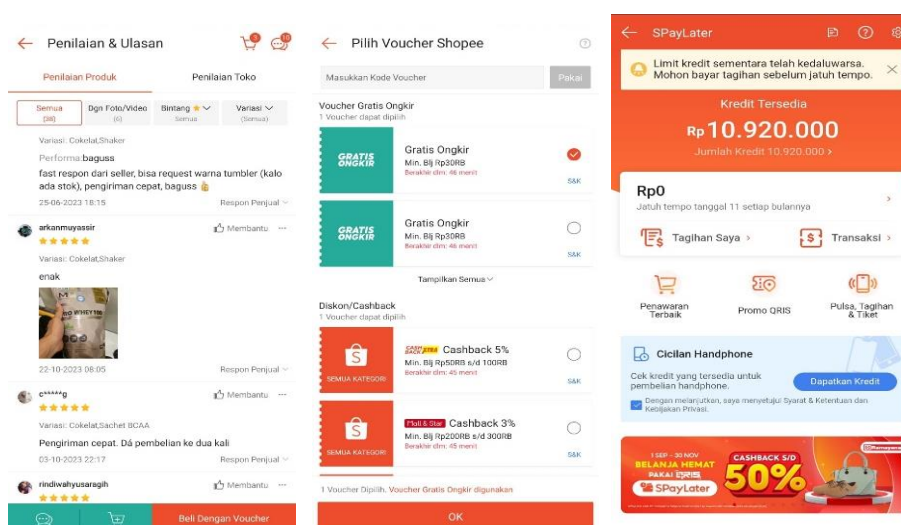 Penilaian & Ulasan
Penilaian Produk
Penilaian Toko
Semua
(38)
Dgn Foto/Video
(6)
Bintang
Semua
Variasi
(Semua)
Variasi: Cokelat,Shaker
Performa:baguss
fast respon dari seller, bisa request warna tumbler (kalo
ada stok), pengiriman cepat, baguss
25-06-2023 18:15
Respon Penjual
arkanmuyassir
Membantu
Variasi: Cokelat,Shaker
enak
22-10-2023 08:05
Respon Penjual
c*****g
Membantu
Variasi: Cokelat,Sachet BCAA
Pengiriman cepat. Dá pembelian ke dua kali
03-10-2023 22:17
Respon Penjual
rindiwahyusaragih
Membantu
Beli Dengan Voucher
Pilih Voucher Shopee
Masukkan Kode Voucher
Pakai
Voucher Gratis Ongkir
1 Voucher dapat dipilih
GRATIS
ONGKIR
Gratis Ongkir
Min. Blj Rp30RB
Berakhir dlm: 46 menit
S&K
GRATIS
ONGKIR
Gratis Ongkir
Min. Blj Rp30RB
Berakhir dlm: 46 menit
S&K
Tampilkan Semua
Diskon/Cashback
1 Voucher dapat dipilih
SEMUA KATEGORI
CASHBACK XTRA Cashback 5%
Min. Blj Rp50RB s/d 100RB
Berakhir dlm: 45 menit
S&K
SEMUA KATEGORI
Mall & Star Cashback 3%
Min. Blj Rp200RB s/d 300RB
Berakhir dlm: 45 menit
S&K
1 Voucher Dipilih. Voucher Gratis Ongkir digunakan
OK
SPayLater
Limit kredit sementara telah kedaluwarsa.
Mohon bayar tagihan sebelum jatuh tempo.
Kredit Tersedia
Rp10.920.000
Jumlah Kredit 10.920.000
Rp0
Jatuh tempo tanggal 11 setiap bulannya
Tagihan Saya
Transaksi
Penawaran
Terbaik
Promo QRIS
Pulsa, Tagihan
& Tiket
Cicilan Handphone
Cek kredit yang tersedia untuk
pembelian handphone.
Dapatkan Kredit
Dengan melanjutkan, saya menyetujui Syarat & Ketentuan dan
Kebijakan Privasi.
1 SEP - 30 NOV
BELANJA HEMAT
PAKAI QRIS
SPayLater
CASHBACK S/D
50%